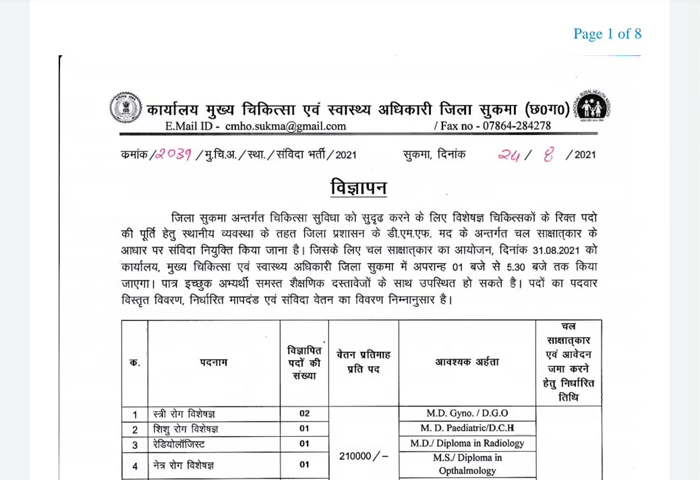 Page 1 of 8
कार्यालय मुख्य चिकित्सा एवं स्वास्थ्य अधिकारी जिला सुकमा (छ0ग0)
E.Mail ID - cmho.sukma@gmail.com / Fax no - 07864-284278
कमांक/2039/मु.चि.अ./स्था./संविदा भर्ती/2021 सुकमा, दिनांक 24/8/2021
विज्ञापन
जिला सुकमा अन्तर्गत चिकित्सा सुविधा को सुदृढ करने के लिए विशेषज्ञ चिकित्सकों के रिक्त पदो
की पूर्ति हेतु स्थानीय व्यवस्था के तहत जिला प्रशासन के डी.एम.एफ. मद के अन्तर्गत चल साक्षात्कार के
आधार पर संविदा नियुक्ति किया जाना है। जिसके लिए चल साक्षात्कार का आयोजन, दिनांक 31.08.2021 को
कार्यालय, मुख्य चिकित्सा एवं स्वास्थ्य अधिकारी जिला सुकमा में अपरान्ह 01 बजे से 5.30 बजे तक किया
जाएगा। पात्र इच्छुक अभ्यर्थी समस्त शैक्षणिक दस्तावेजों के साथ उपस्थित हो सकते है। पदों का पदवार
विस्तृत विवरण, निर्धारित मापदंड एवं संविदा वेतन का विवरण निम्नानुसार है।
क. पदनाम विज्ञापित पदों की संख्या वेतन प्रतिमाह प्रति पद आवश्यक अर्हता चल साक्षात्कार एवं आवेदन जमा करने हेतु निर्धारित तिथि
1 स्त्री रोग विशेषज्ञ 02 M.D. Gyno. / D.G.O
2 शिशु रोग विशेषज्ञ 01 M. D. Paediatric/D.C.H
3 रेडियोलॉजिस्ट 01 M.D./ Diploma in Radiology
4 नेत्र रोग विशेषज्ञ 01 210000/- M.S./ Diploma in
Opthalmology